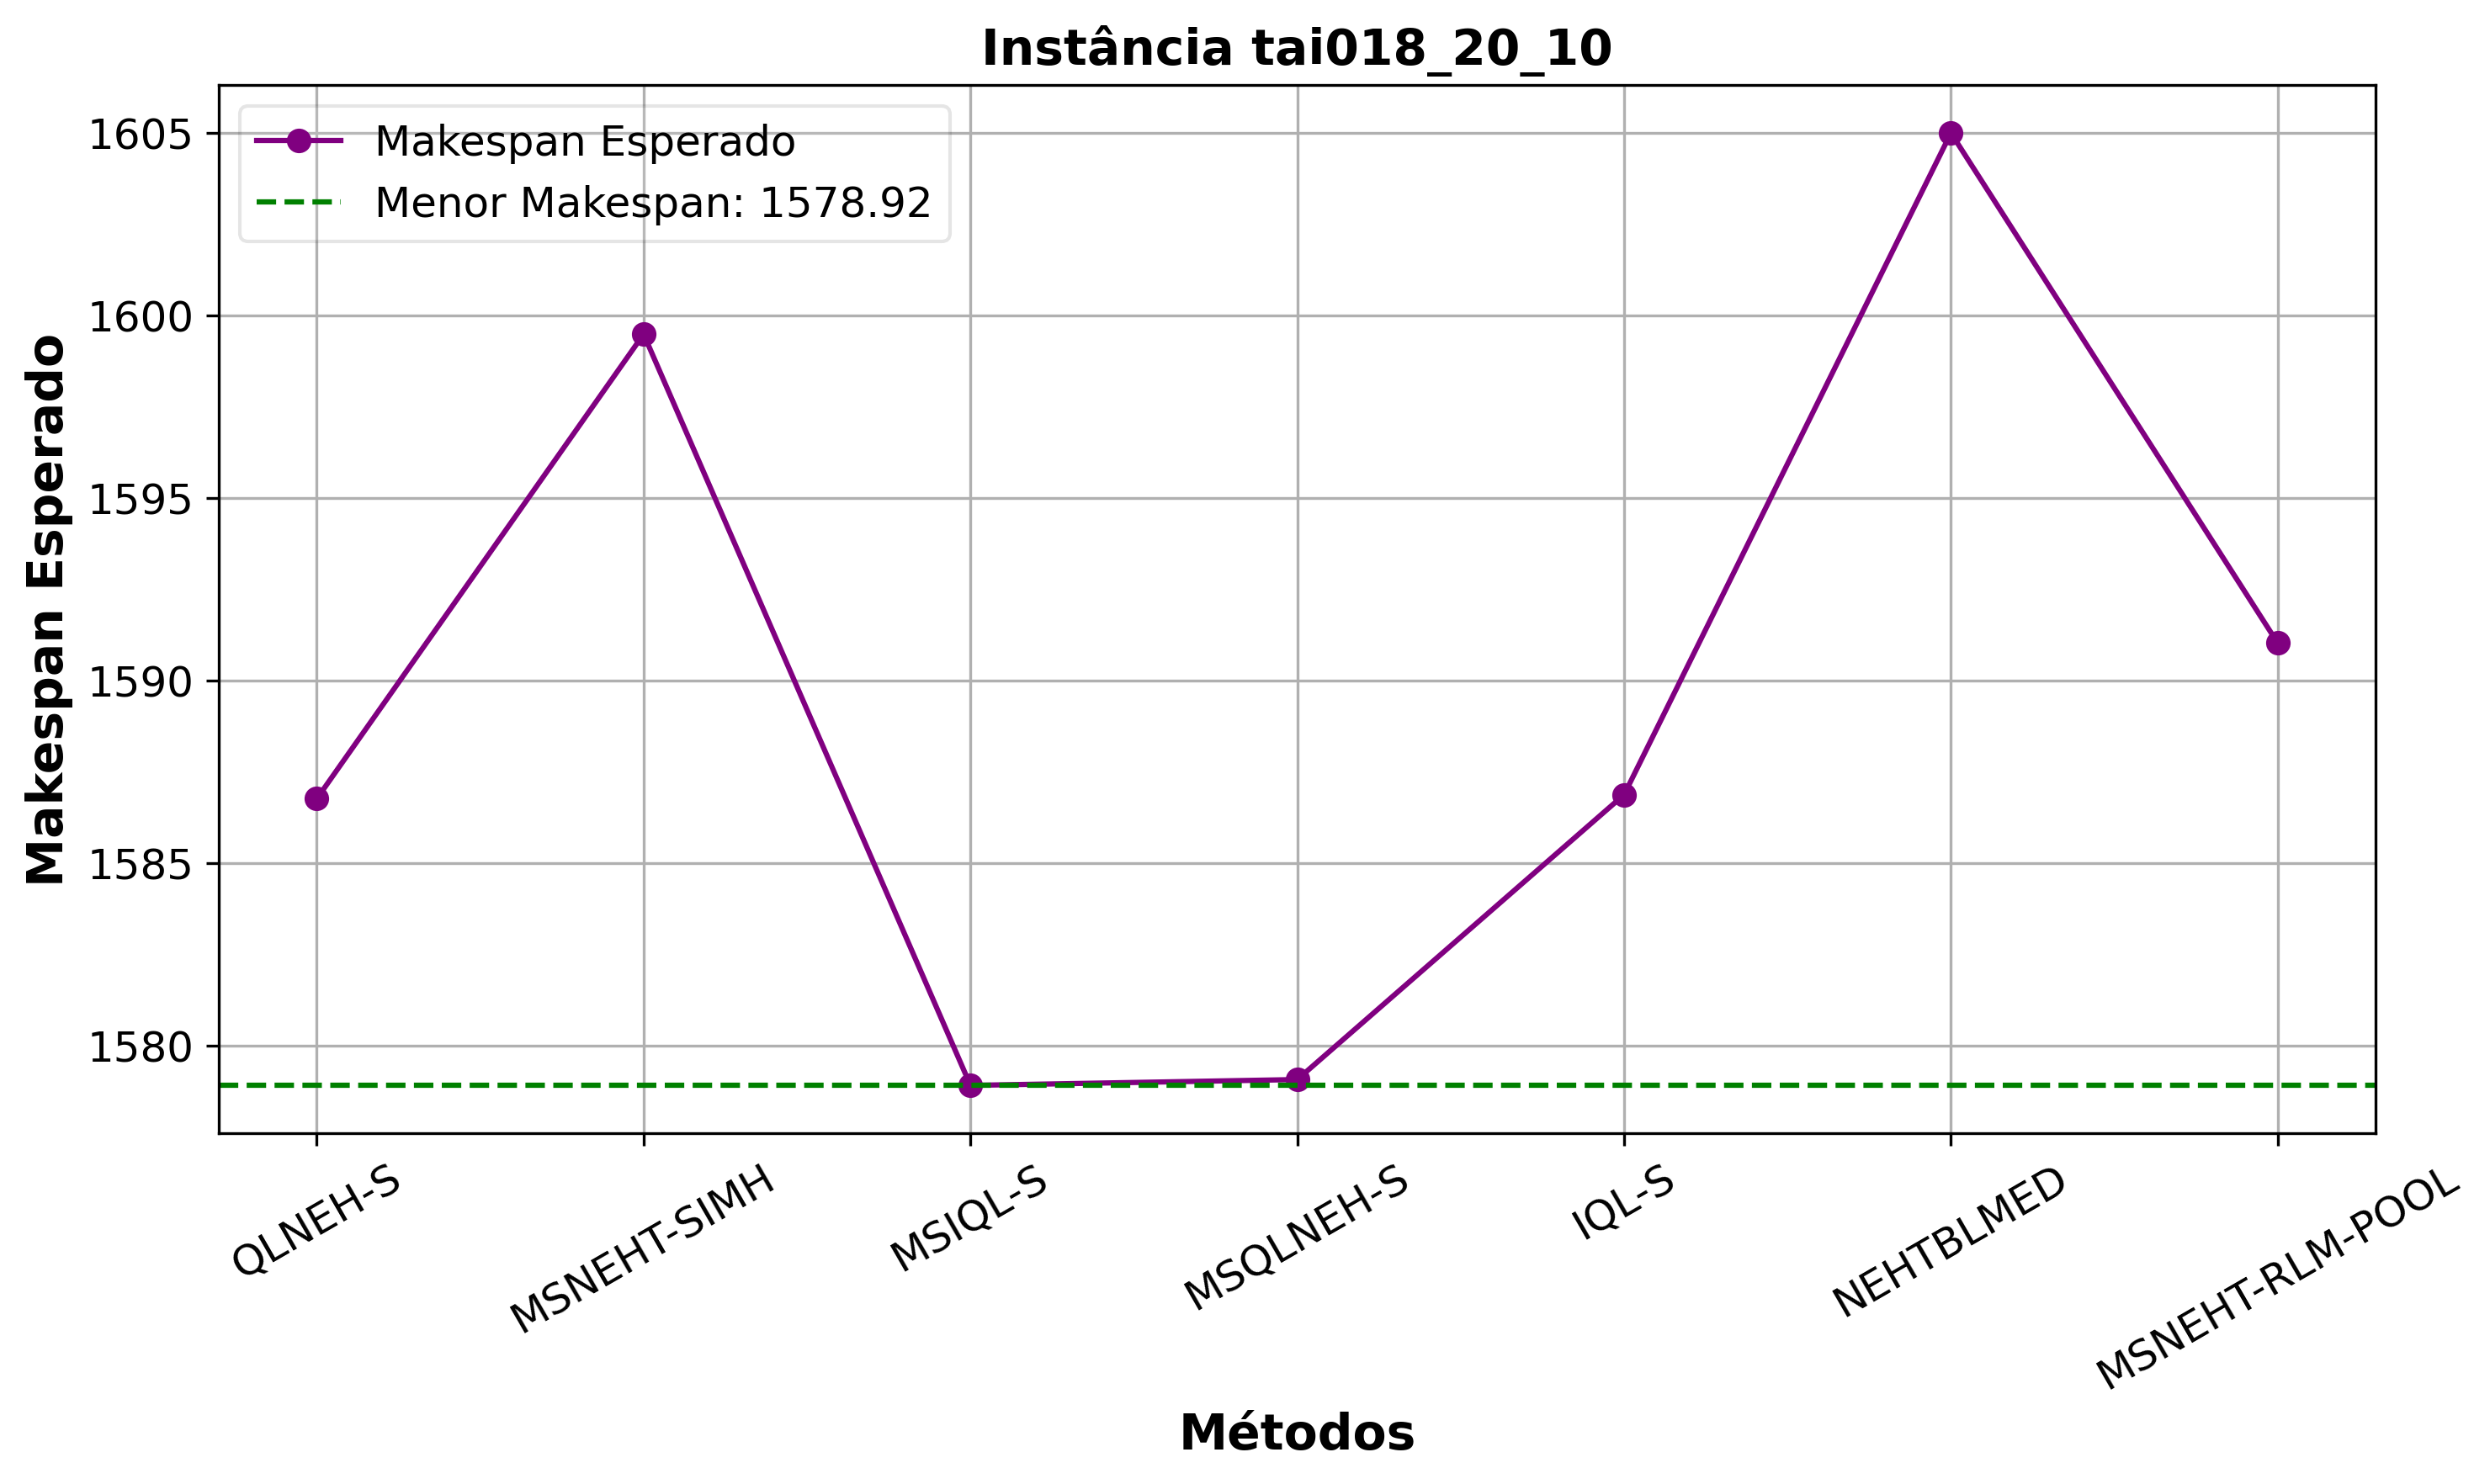 Instância tai018_20_10
Makespan Esperado
Menor Makespan: 1578.92
Makespan Esperado
1605
1600
1595
1590
1585
1580
QLNEH-S
MSNEHT-SIMH
MSIQL-S
MSQLNEH-S
IQL-S
NEHTBLMED
MSNEHT-RLM-POOL
Métodos